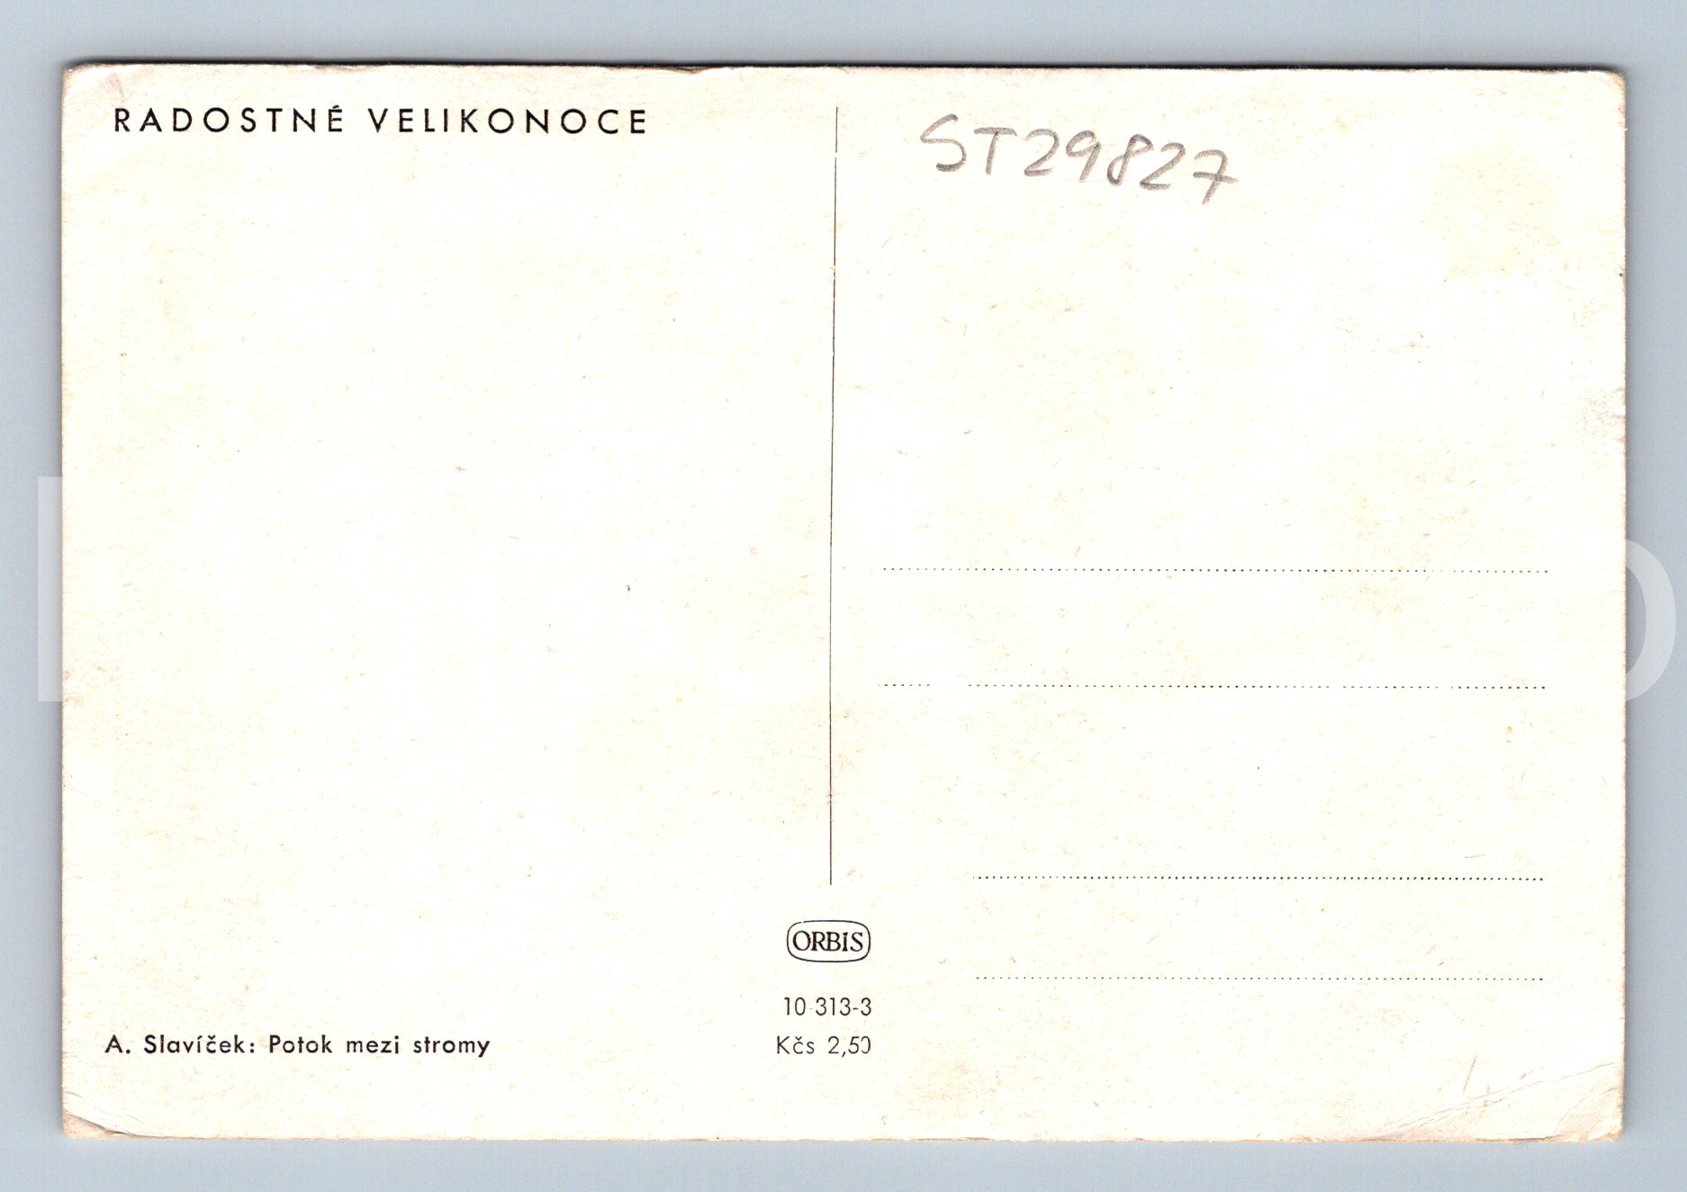 RADOSTNÉ VELIKONOCE
ST29827
ORBIS
10 313-3
A. Slavíček: Potok mezi stromy
Kčs 2,50